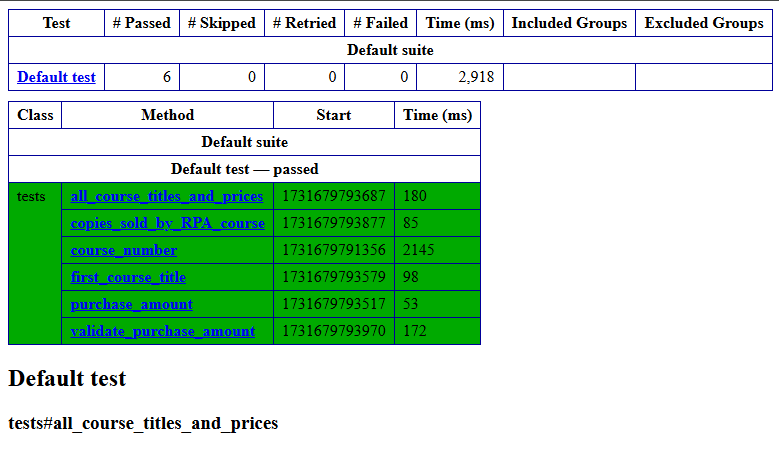 Test # Passed # Skipped # Retried # Failed Time (ms) Included Groups Excluded Groups
Default suite
Default test 6 0 0 0 2,918
Class Method Start Time (ms)
Default suite
Default test — passed
tests all_course_titles_and_prices 1731679793687 180
copies_sold_by_RPA_course 1731679793877 85
course_number 1731679791356 2145
first_course_title 1731679793579 98
purchase_amount 1731679793517 53
validate_purchase_amount 1731679793970 172
Default test
tests#all_course_titles_and_prices